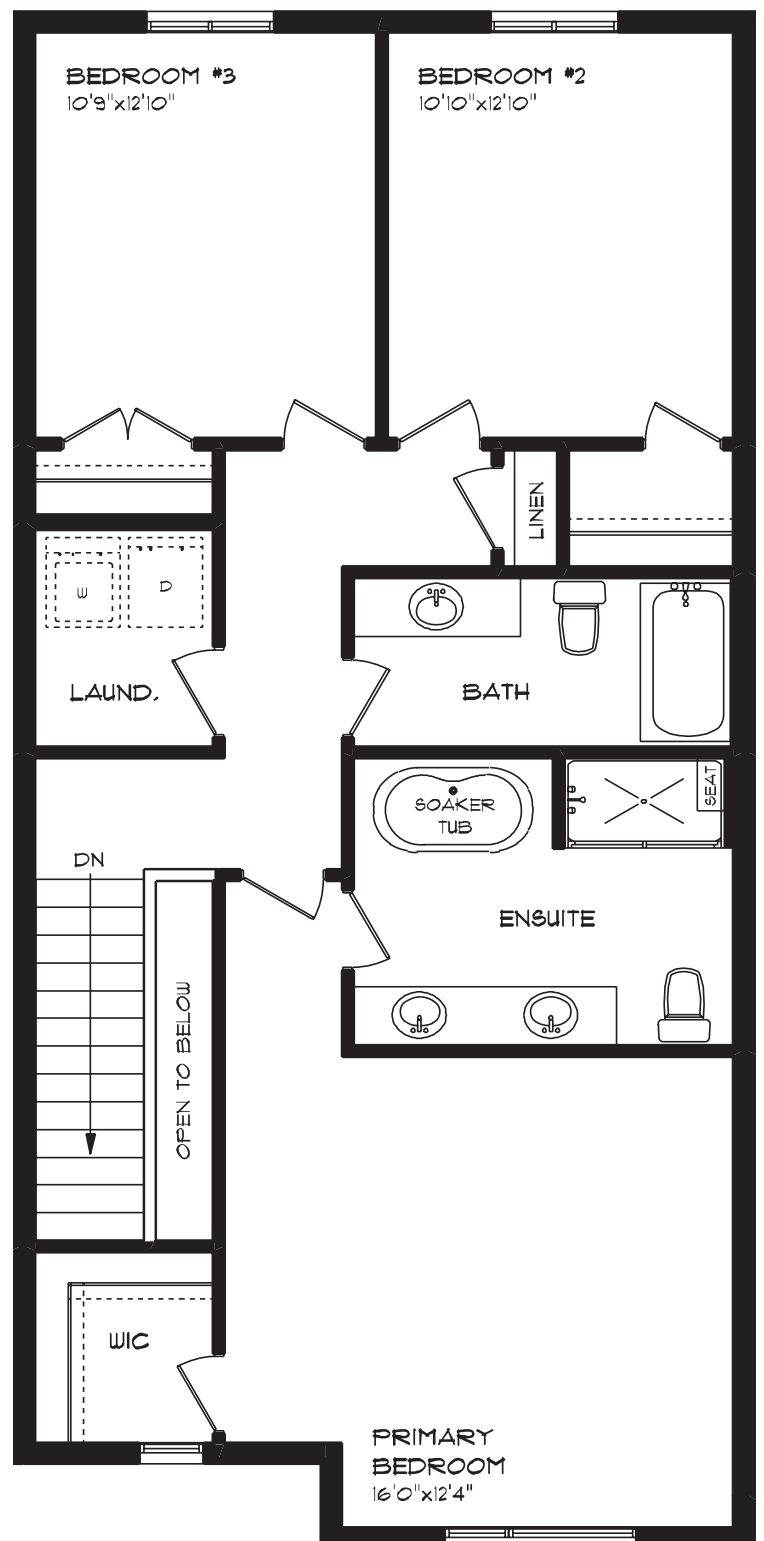 BEDROOM #3
10'9"x12'10"
BEDROOM #2
10'10"x12'10"
LINEN
W
D
LAUND.
BATH
SOAKER
TUB
SEAT
DN
ENSUITE
OPEN TO BELOW
WIC
PRIMARY
BEDROOM
16'0"x12'4"